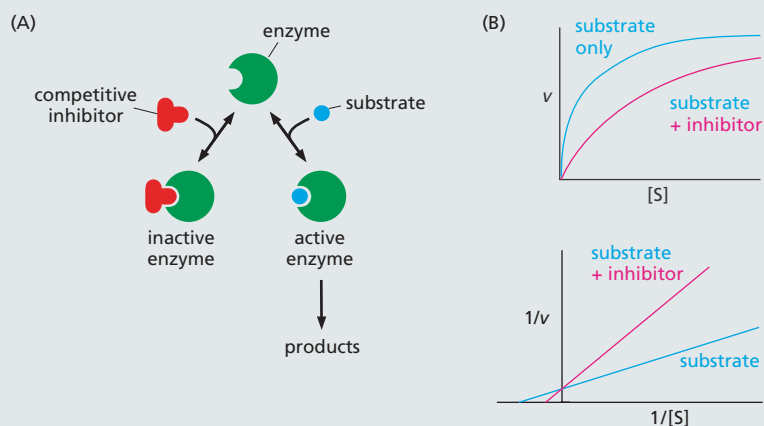 (A)
enzyme
competitive
inhibitor
substrate
inactive
enzyme
active
enzyme
products
(B)
substrate
only
v
substrate
+ inhibitor
[S]
substrate
+ inhibitor
1/v
substrate
1/[S]